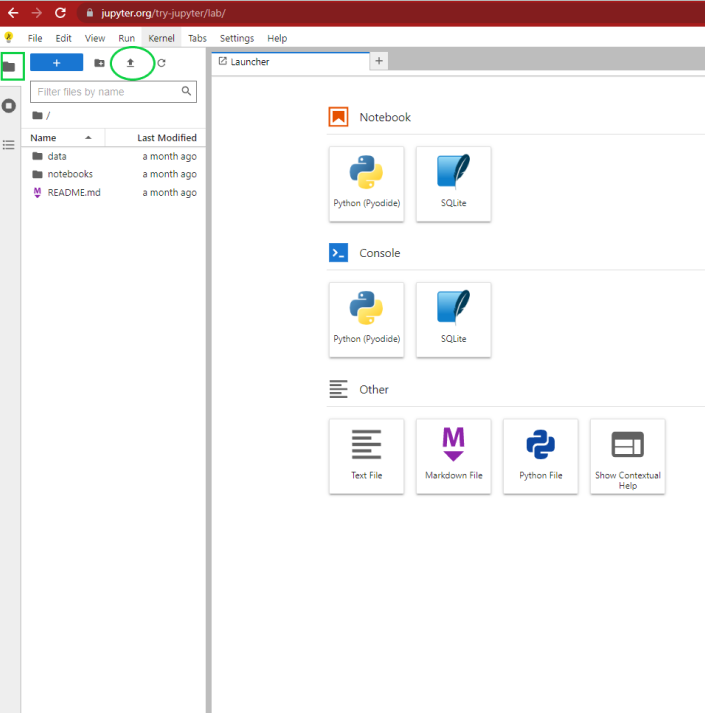 jupyter.org/try-jupyter/lab/
File Edit View Run Kernel Tabs Settings Help
Launcher
Filter files by name
/
Name Last Modified
data a month ago
notebooks a month ago
M README.md a month ago
Notebook
Python (Pyodide) SQLite
Console
Python (Pyodide) SQLite
Other
M
Text File Markdown File Python File Show Contextual
Help